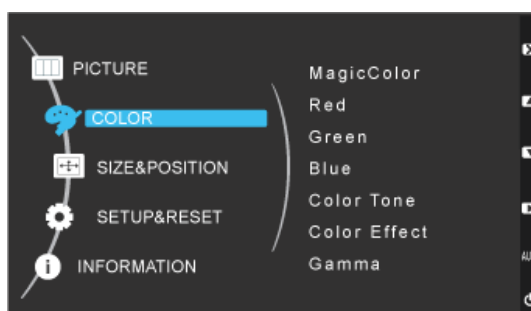 PICTURE
COLOR
SIZE&POSITION
SETUP&RESET
INFORMATION
MagicColor
Red
Green
Blue
Color Tone
Color Effect
Gamma